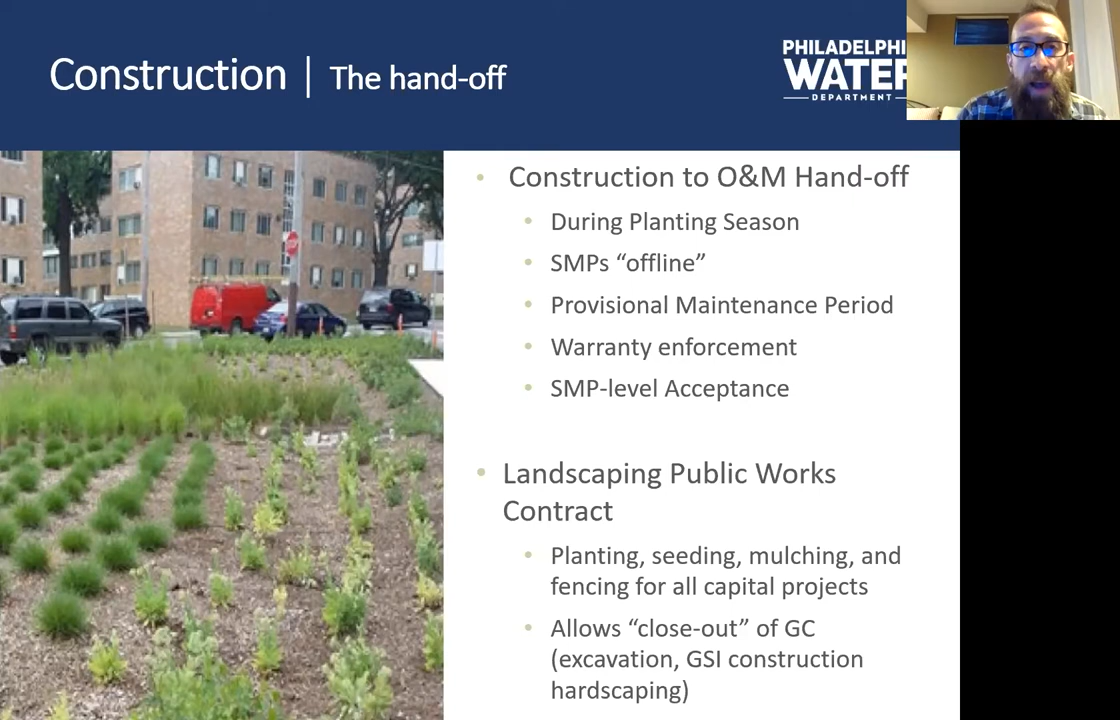 Construction | The hand-off
PHILADELPHI
WATER
DEPARTMENT
• Construction to O&M Hand-off
• During Planting Season
• SMPs “offline”
• Provisional Maintenance Period
• Warranty enforcement
• SMP-level Acceptance
• Landscaping Public Works
Contract
• Planting, seeding, mulching, and
fencing for all capital projects
• Allows “close-out” of GC
(excavation, GSI construction
hardscaping)